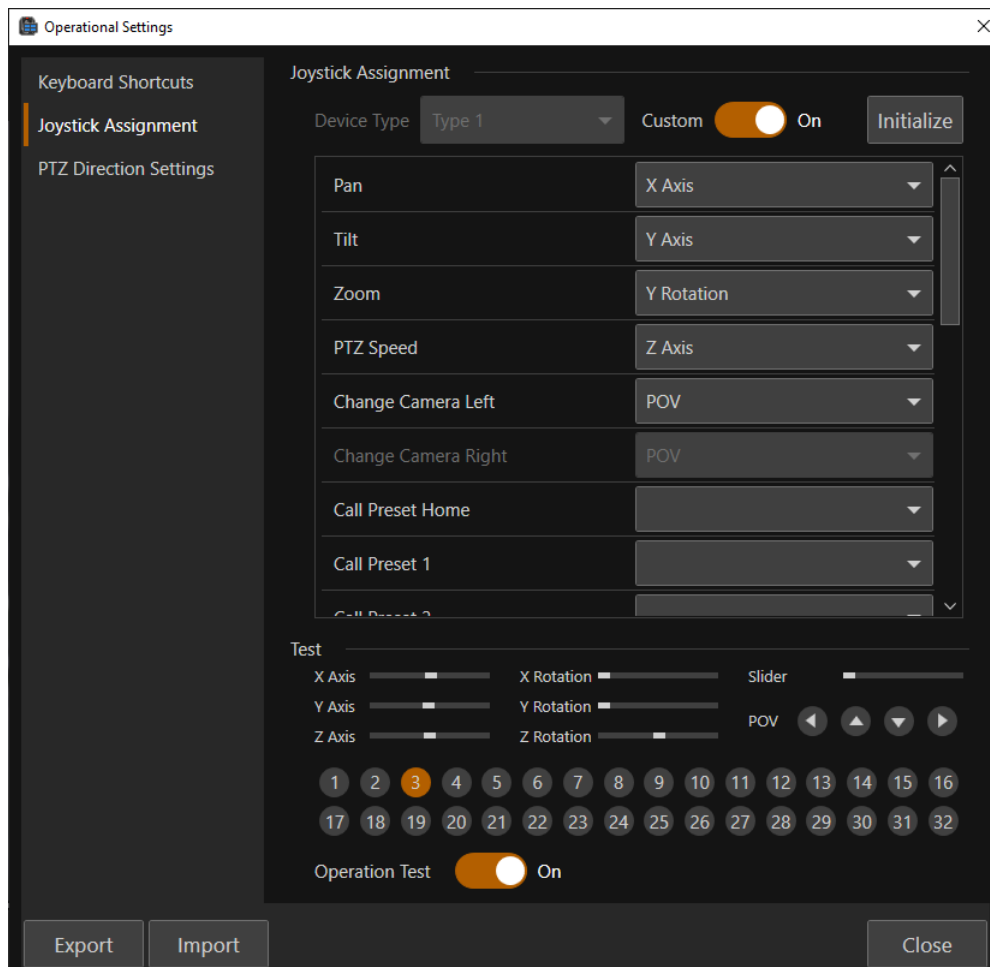 Operational Settings
Keyboard Shortcuts
Joystick Assignment
PTZ Direction Settings
Joystick Assignment
Device Type Type 1 Custom On Initialize
Pan X Axis
Tilt Y Axis
Zoom Y Rotation
PTZ Speed Z Axis
Change Camera Left POV
Change Camera Right POV
Call Preset Home
Call Preset 1
Call Preset 2
Test
X Axis X Rotation Slider
Y Axis Y Rotation POV
Z Axis Z Rotation
1 2 3 4 5 6 7 8 9 10 11 12 13 14 15 16
17 18 19 20 21 22 23 24 25 26 27 28 29 30 31 32
Operation Test On
Export Import Close